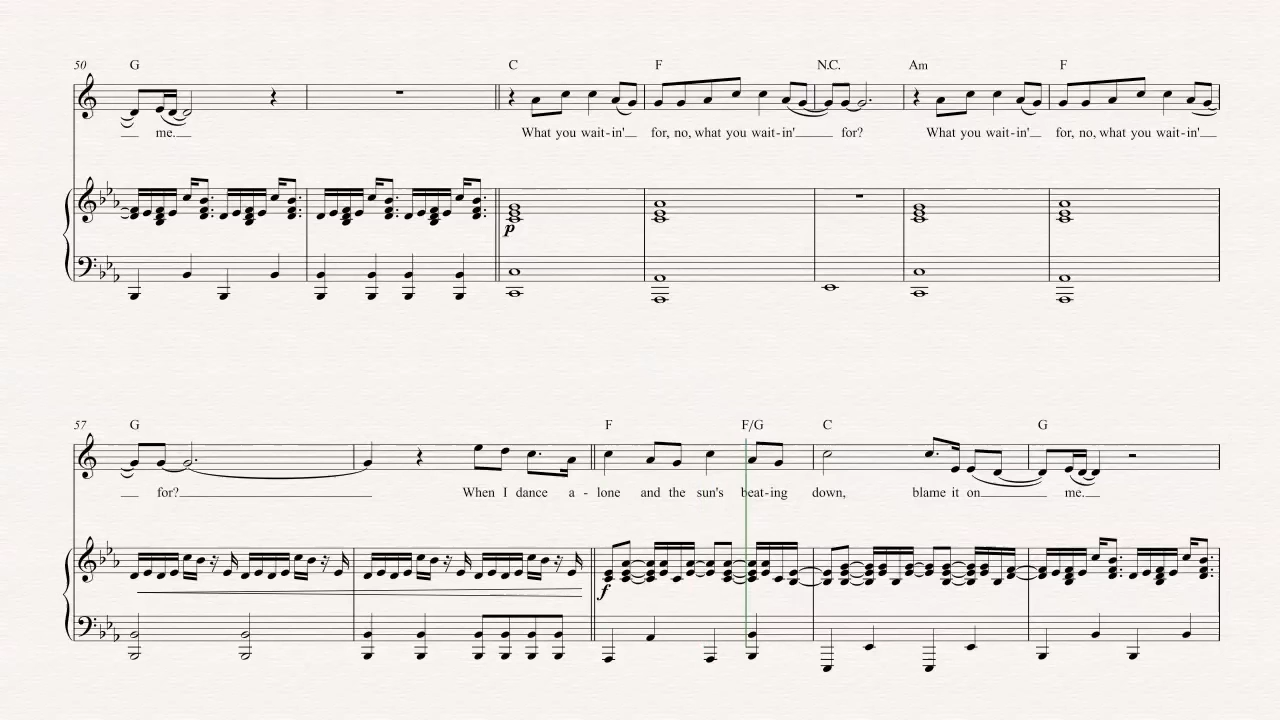 50 G C F N.C. Am F
me. What you wait-in' for, no, what you wait-in' for? What you wait-in' for, no, what you wait-in'
p
57 G F F/G C G
for? When I dance a - lone and the sun's beat-ing down, blame it on me.
f